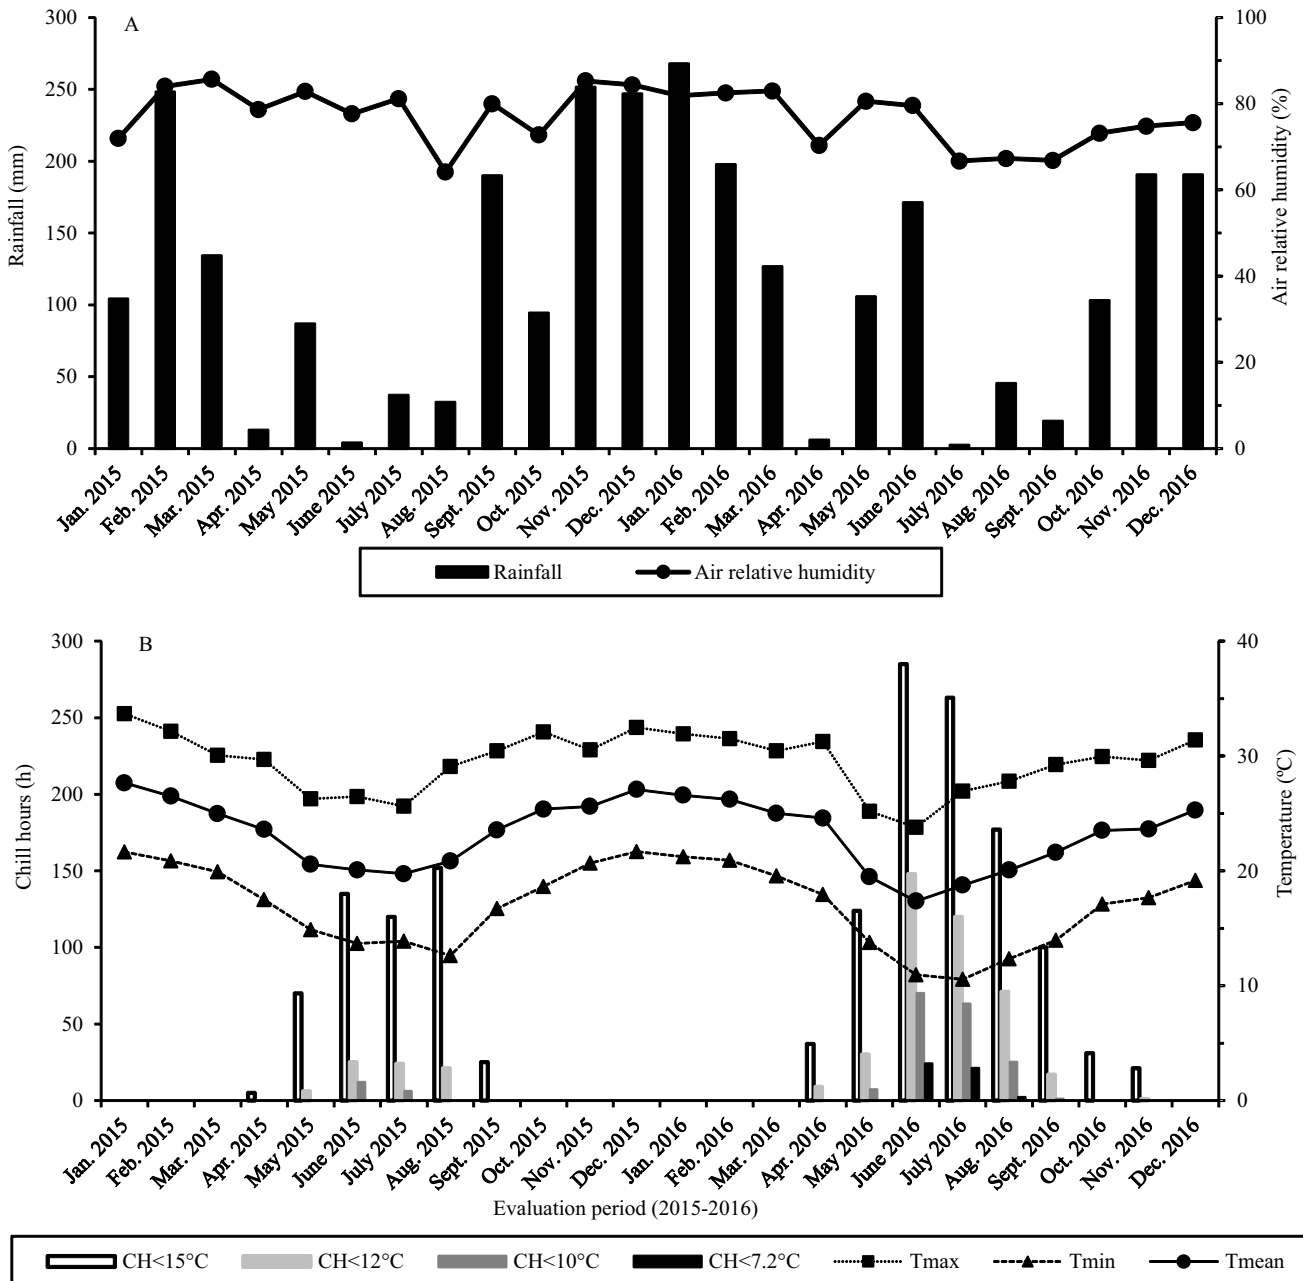 A
300
250
200
150
100
50
0
Rainfall (mm)
100
80
60
40
20
0
Air relative humidity (%)
Jan. 2015
Feb. 2015
Mar. 2015
Apr. 2015
May 2015
June 2015
July 2015
Aug. 2015
Sept. 2015
Oct. 2015
Nov. 2015
Dec. 2015
Jan. 2016
Feb. 2016
Mar. 2016
Apr. 2016
May 2016
June 2016
July 2016
Aug. 2016
Sept. 2016
Oct. 2016
Nov. 2016
Dec. 2016
Rainfall Air relative humidity
B
300
250
200
150
100
50
0
Chill hours (h)
40
30
20
10
0
Temperature (ºC)
Jan. 2015
Feb. 2015
Mar. 2015
Apr. 2015
May 2015
June 2015
July 2015
Aug. 2015
Sept. 2015
Oct. 2015
Nov. 2015
Dec. 2015
Jan. 2016
Feb. 2016
Mar. 2016
Apr. 2016
May 2016
June 2016
July 2016
Aug. 2016
Sept. 2016
Oct. 2016
Nov. 2016
Dec. 2016
Evaluation period (2015-2016)
CH<15°C CH<12°C CH<10°C CH<7.2°C Tmax Tmin Tmean